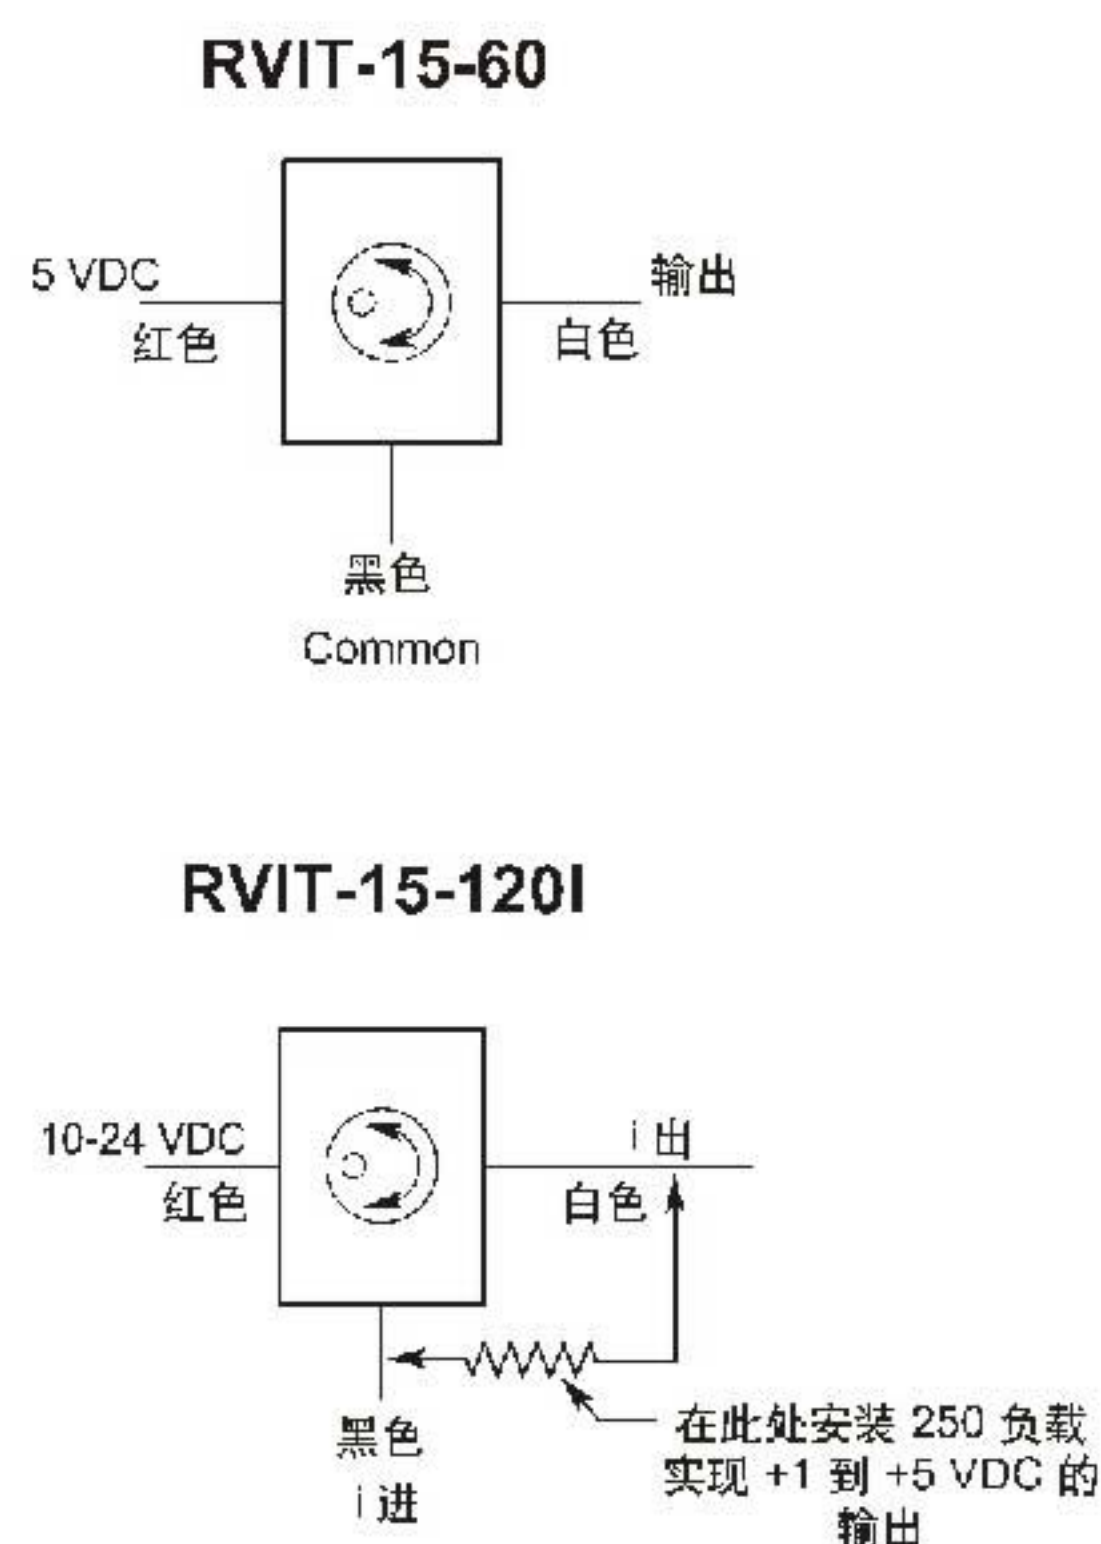 RVIT-15-60
5 VDC
输出
红色
白色
黑色
Common
RVIT-15-120I
10-24 VDC
i 出
红色
白色
黑色
i 进
在此处安装 250 负载
实现 +1 到 +5 VDC 的
输出